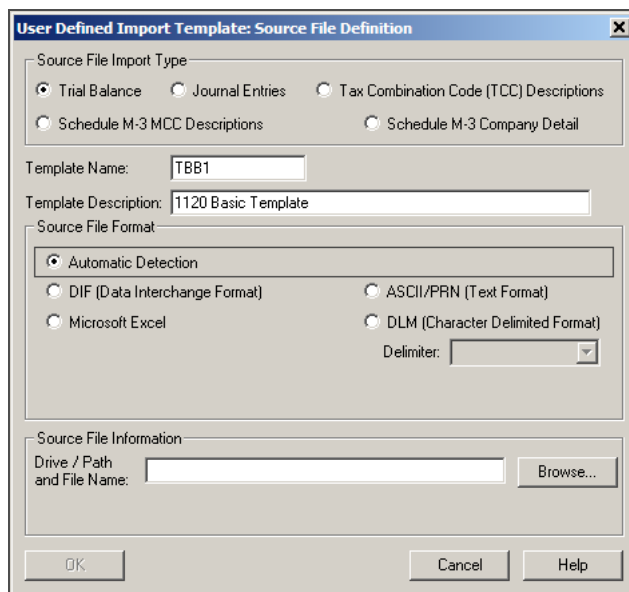 User Defined Import Template: Source File Definition
Source File Import Type
Trial Balance Journal Entries Tax Combination Code (TCC) Descriptions
Schedule M-3 MCC Descriptions Schedule M-3 Company Detail
Template Name: TBB1
Template Description: 1120 Basic Template
Source File Format
Automatic Detection
DIF (Data Interchange Format) ASCII/PRN (Text Format)
Microsoft Excel DLM (Character Delimited Format)
Delimiter:
Source File Information
Drive / Path
and File Name: Browse...
OK Cancel Help